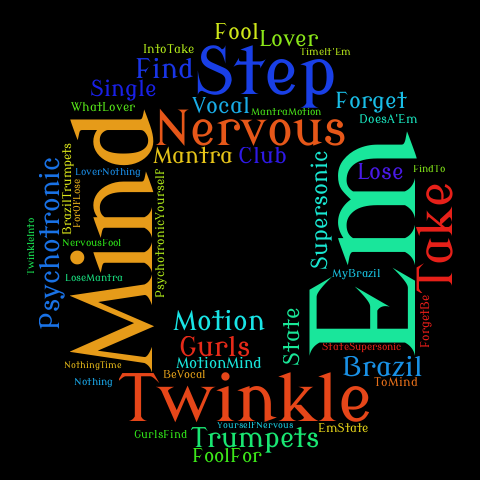 Fool
Lover
IntoTake
TimeIt'Em
Find
Step
Single
WhatLover
Vocal
MantraMotion
Forget
DoesA'Em
Nervous
Mantra
Club
Mind
Em
Lose
FindTo
Take
Supersonic
LoverNothing
BrazilTrumpets
ForOf'Lose
Psychotronic
PsychotronicYourself
TwinkleInto
NervousFool
LoseMantra
MyBrazil
ForgetBe
Motion
Gurls
State
StateSupersonic
MotionMind
NothingTime
BeVocal
Nothing
Brazil
ToMind
Twinkle
YourselfNervous
EmState
GurlsFind
Trumpets
FoolFor